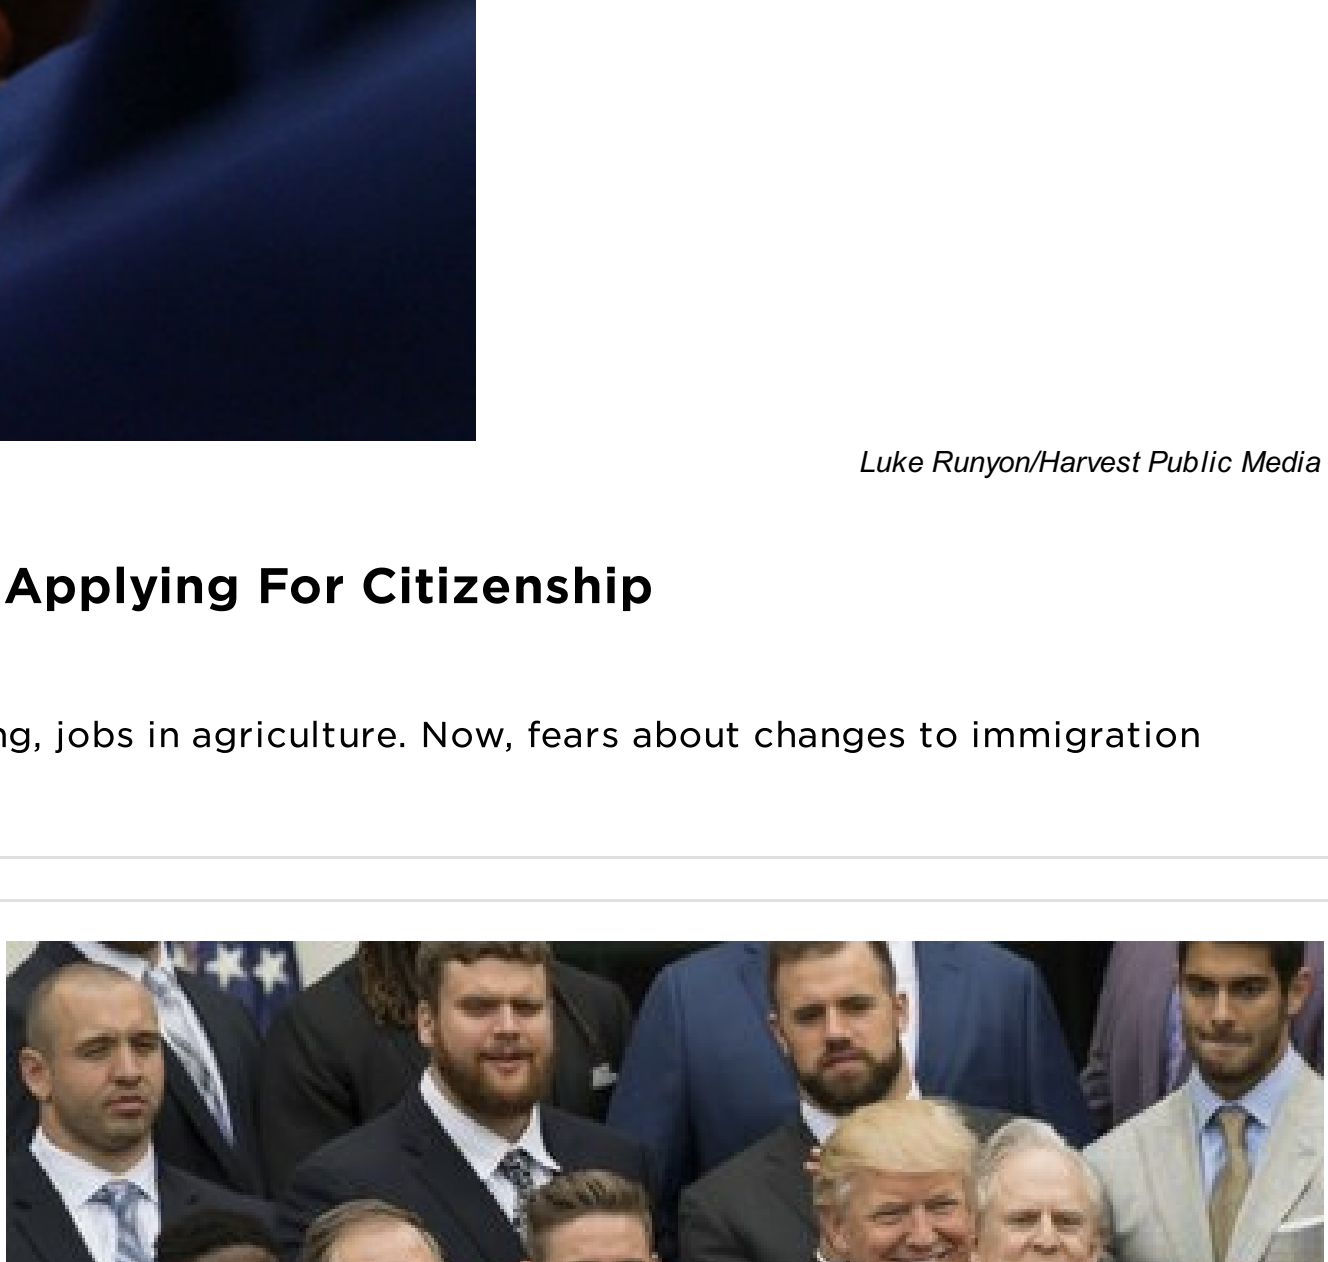 Luke Runyon/Harvest Public Media
Applying For Citizenship
ng, jobs in agriculture. Now, fears about changes to immigration